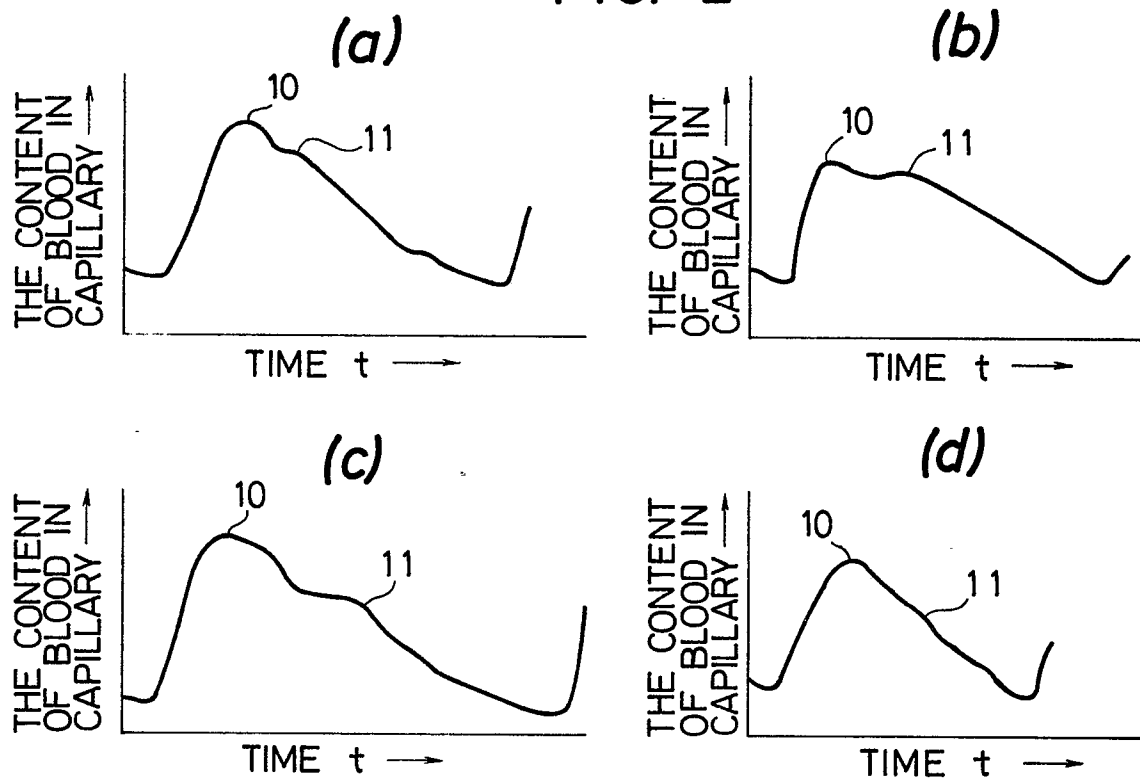 (a)
THE CONTENT
OF BLOOD IN
CAPILLARY
10
11
TIME t
(b)
THE CONTENT
OF BLOOD IN
CAPILLARY
10
11
TIME t
(c)
THE CONTENT
OF BLOOD IN
CAPILLARY
10
11
TIME t
(d)
THE CONTENT
OF BLOOD IN
CAPILLARY
10
11
TIME t